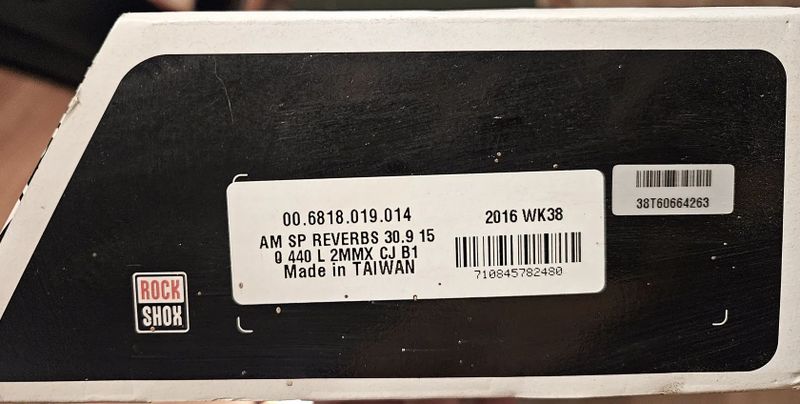 00.6818.019.014
2016 WK38
AM SP REVERBS 30.9 15
0 440 L 2MMX CJ B1
Made in TAIWAN
710845782480
38T60664263
ROCK
SHOX